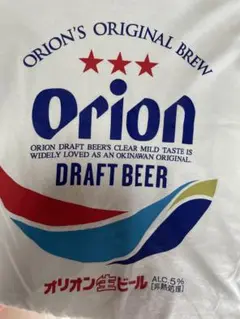 ORION'S ORIGINAL BREW
Orion
ORION DRAFT BEER'S CLEAR MILD TASTE IS
WIDELY LOVED AS AN OKINAWAN ORIGINAL.
DRAFT BEER
オリオン生ビール
ALC.5%
[非熱処理]